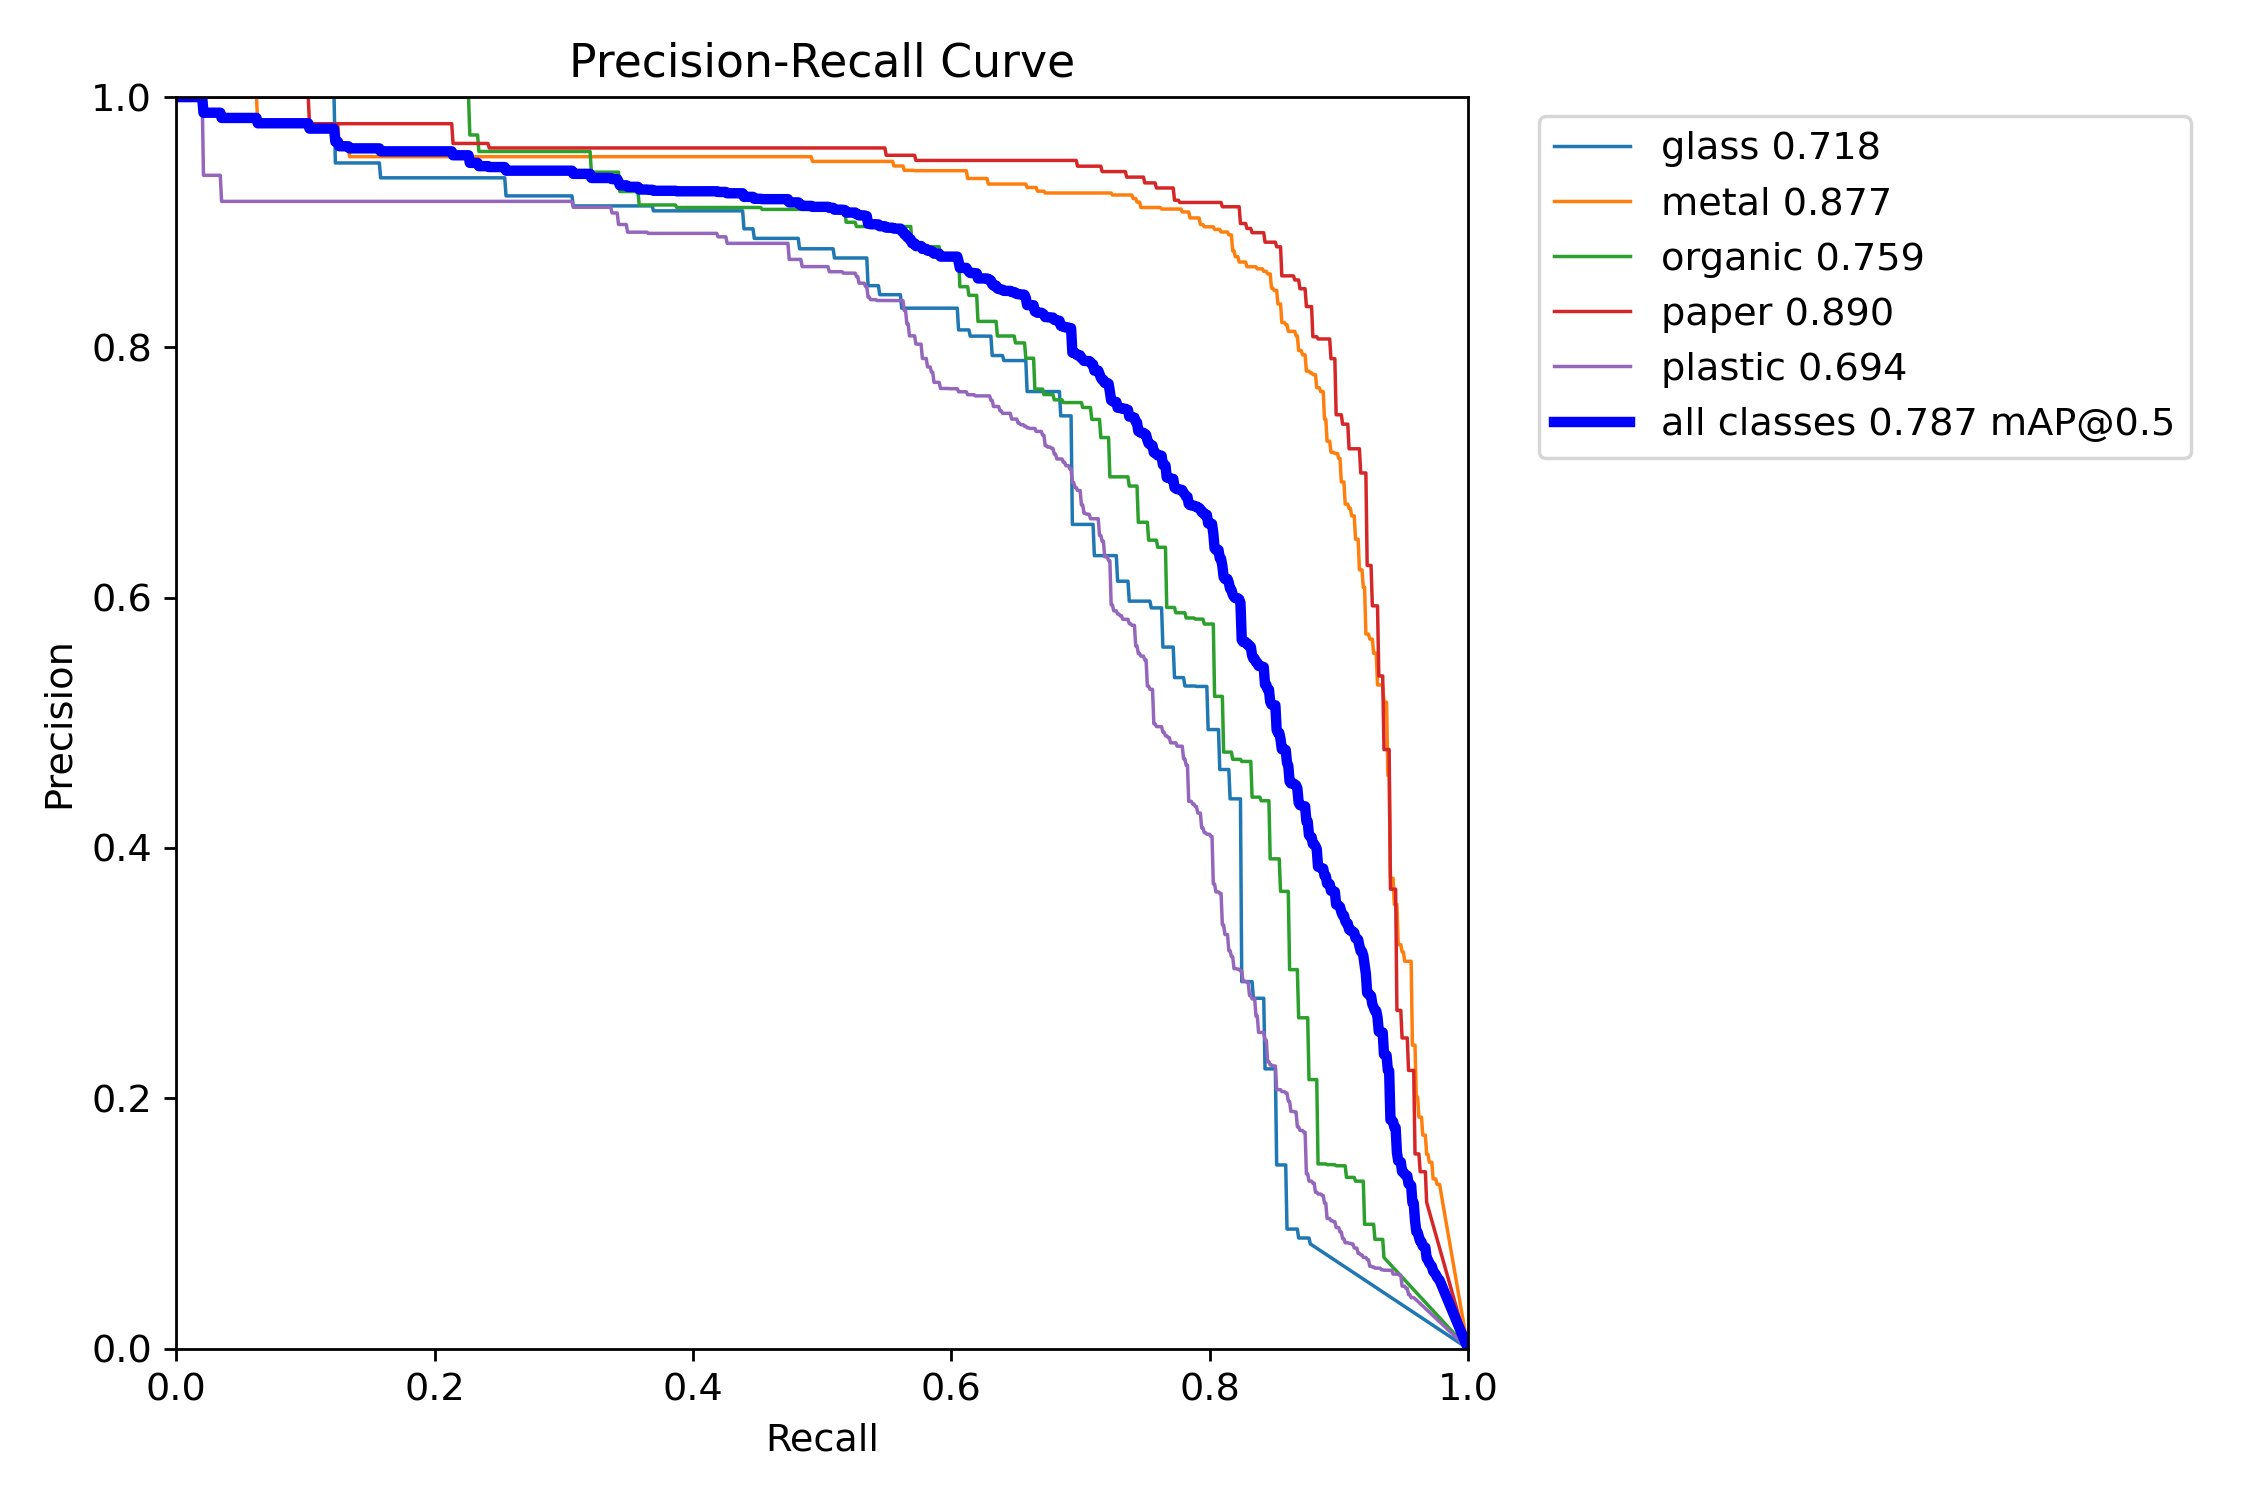 Precision-Recall Curve
1.0
0.8
0.6
0.4
0.2
0.0
Precision
0.0 0.2 0.4 0.6 0.8 1.0
Recall
glass 0.718
metal 0.877
organic 0.759
paper 0.890
plastic 0.694
all classes 0.787 mAP@0.5